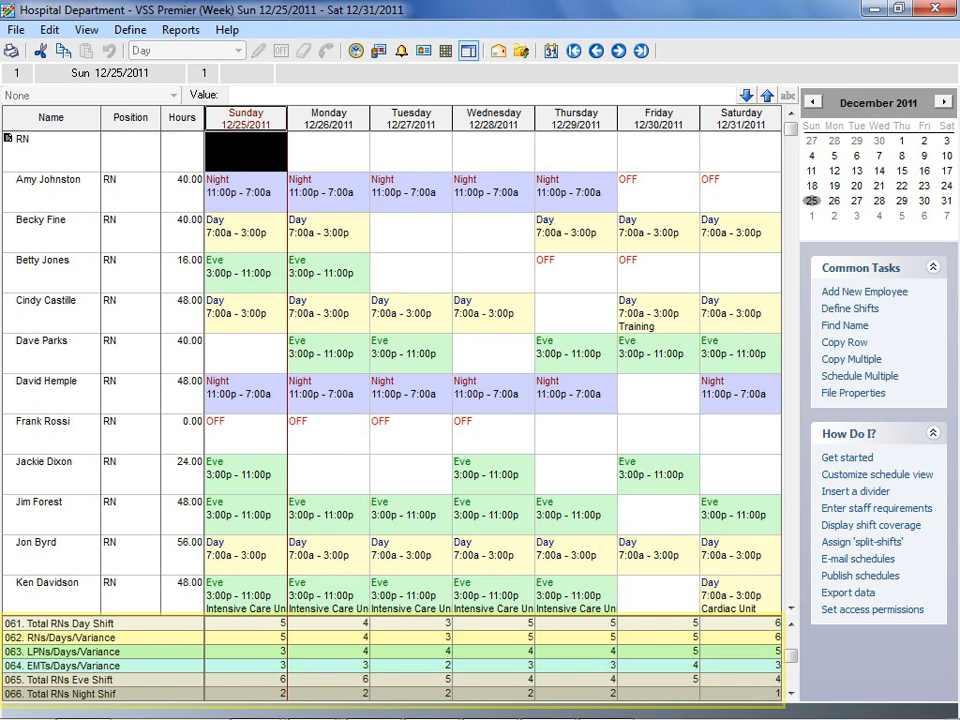 Hospital Department - VSS Premier (Week) Sun 12/25/2011 - Sat 12/31/2011
File Edit View Define Reports Help
Day OFF 31
1 Sun 12/25/2011 1
None Value: abc
Name Position Hours Sunday 12/25/2011 Monday 12/26/2011 Tuesday 12/27/2011 Wednesday 12/28/2011 Thursday 12/29/2011 Friday 12/30/2011 Saturday 12/31/2011
RN
Amy Johnston RN 40.00 Night Night Night Night Night OFF OFF
11:00p - 7:00a 11:00p - 7:00a 11:00p - 7:00a 11:00p - 7:00a 11:00p - 7:00a
Becky Fine RN 40.00 Day Day Day Day Day
7:00a - 3:00p 7:00a - 3:00p 7:00a - 3:00p 7:00a - 3:00p 7:00a - 3:00p
Betty Jones RN 16.00 Eve Eve OFF OFF
3:00p - 11:00p 3:00p - 11:00p
Cindy Castille RN 48.00 Day Day Day Day Day Day
7:00a - 3:00p 7:00a - 3:00p 7:00a - 3:00p 7:00a - 3:00p 7:00a - 3:00p 7:00a - 3:00p
Training
Dave Parks RN 40.00 Eve Eve Eve Eve Eve
3:00p - 11:00p 3:00p - 11:00p 3:00p - 11:00p 3:00p - 11:00p 3:00p - 11:00p
David Hemple RN 48.00 Night Night Night Night Night Night
11:00p - 7:00a 11:00p - 7:00a 11:00p - 7:00a 11:00p - 7:00a 11:00p - 7:00a 11:00p - 7:00a
Frank Rossi RN 0.00 OFF OFF OFF OFF
Jackie Dixon RN 24.00 Eve Eve Eve
3:00p - 11:00p 3:00p - 11:00p 3:00p - 11:00p
Jim Forest RN 48.00 Eve Eve Eve Eve Eve Eve
3:00p - 11:00p 3:00p - 11:00p 3:00p - 11:00p 3:00p - 11:00p 3:00p - 11:00p 3:00p - 11:00p
Jon Byrd RN 56.00 Day Day Day Day Day Day Day
7:00a - 3:00p 7:00a - 3:00p 7:00a - 3:00p 7:00a - 3:00p 7:00a - 3:00p 7:00a - 3:00p 7:00a - 3:00p
Ken Davidson RN 48.00 Eve Eve Eve Eve Eve Day
3:00p - 11:00p 3:00p - 11:00p 3:00p - 11:00p 3:00p - 11:00p 3:00p - 11:00p 7:00a - 3:00p
Intensive Care Un Intensive Care Un Intensive Care Un Intensive Care Un Intensive Care Un Cardiac Unit
061. Total RNs Day Shift 5 4 3 5 5 5 6
062. RNs/Days/Variance 5 4 3 5 5 5 6
063. LPNs/Days/Variance 3 4 4 4 4 5 4
064. EMTs/Days/Variance 3 3 2 3 3 4 3
065. Total RNs Eve Shift 6 6 5 4 4 5 4
066. Total RNs Night Shif 2 2 2 2 2 1
December 2011
Sun Mon Tue Wed Thu Fri Sat
27 28 29 30 1 2 3
4 5 6 7 8 9 10
11 12 13 14 15 16 17
18 19 20 21 22 23 24
25 26 27 28 29 30 31
1 2 3 4 5 6 7
Common Tasks
Add New Employee
Define Shifts
Find Name
Copy Row
Copy Multiple
Schedule Multiple
File Properties
How Do I?
Get started
Customize schedule view
Insert a divider
Enter staff requirements
Display shift coverage
Assign 'split-shifts'
E-mail schedules
Publish schedules
Export data
Set access permissions